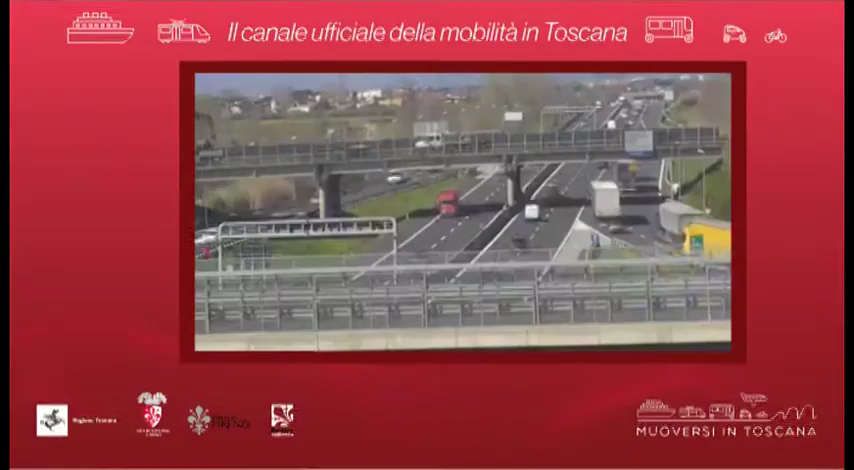 Il canale ufficiale della mobilità in Toscana
Regione Toscana
MUOVERSI IN TOSCANA